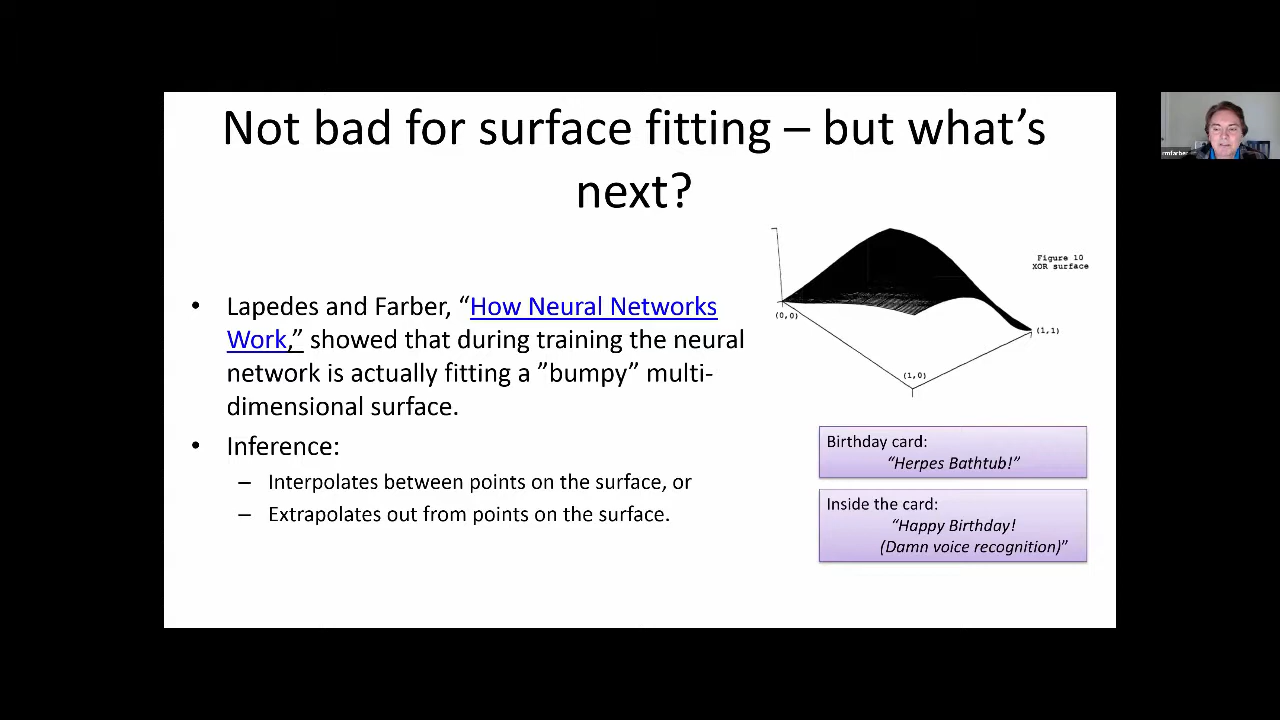 Not bad for surface fitting – but what's
next?
• Lapedes and Farber, “How Neural Networks
Work,” showed that during training the neural
network is actually fitting a ”bumpy” multi-
dimensional surface.
• Inference:
– Interpolates between points on the surface, or
– Extrapolates out from points on the surface.
Figure 10
XOR surface
(0,0)
(1,1)
(1,0)
Birthday card:
“Herpes Bathtub!”
Inside the card:
“Happy Birthday!
(Damn voice recognition)”
rmfarber